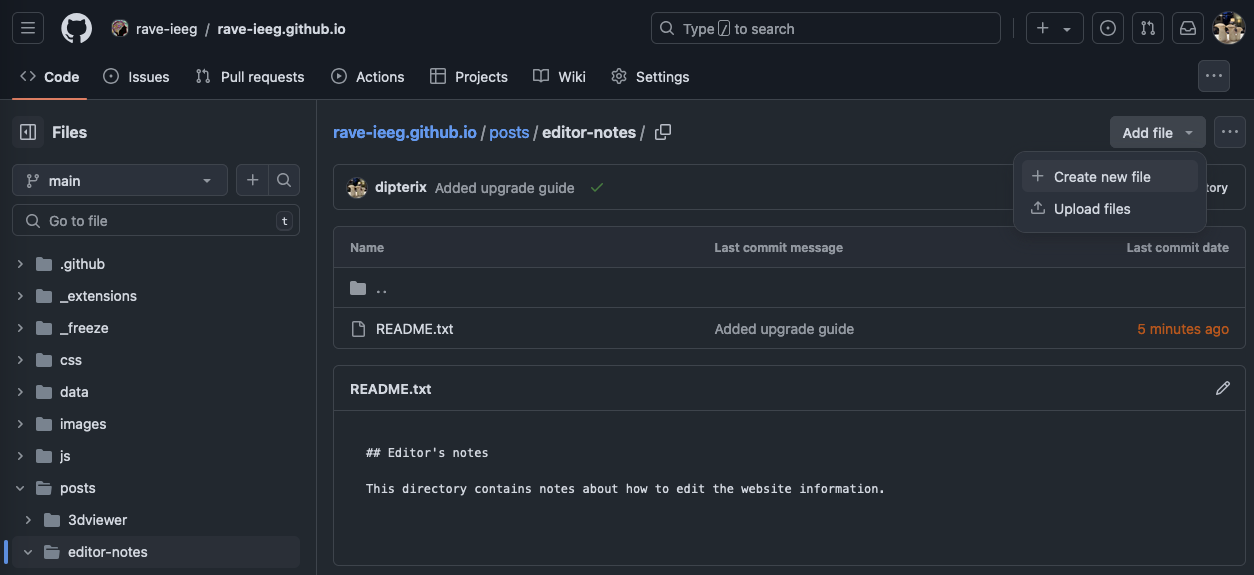 rave-ieeg / rave-ieeg.github.io
Type / to search
Code
Issues
Pull requests
Actions
Projects
Wiki
Settings
Files
main
Go to file
t
.github
_extensions
_freeze
css
data
images
js
posts
3dviewer
editor-notes
rave-ieeg.github.io / posts / editor-notes /
Add file
Create new file
Upload files
dipterix Added upgrade guide
tory
Name Last commit message Last commit date
..
README.txt Added upgrade guide 5 minutes ago
README.txt
## Editor's notes
This directory contains notes about how to edit the website information.